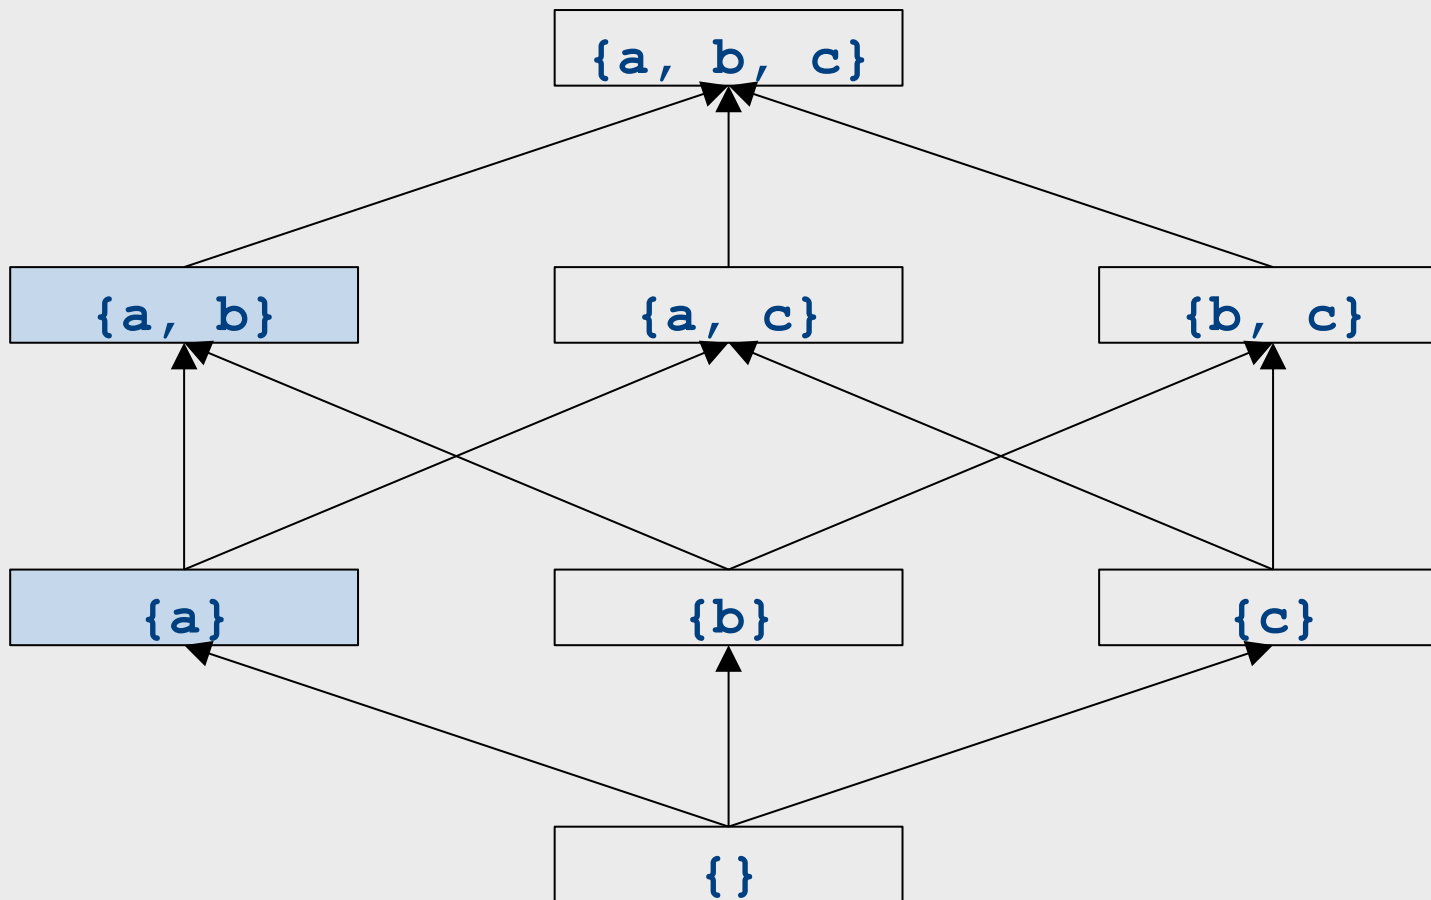 {a, b, c}
{a, b}
{a, c}
{b, c}
{a}
{b}
{c}
{}